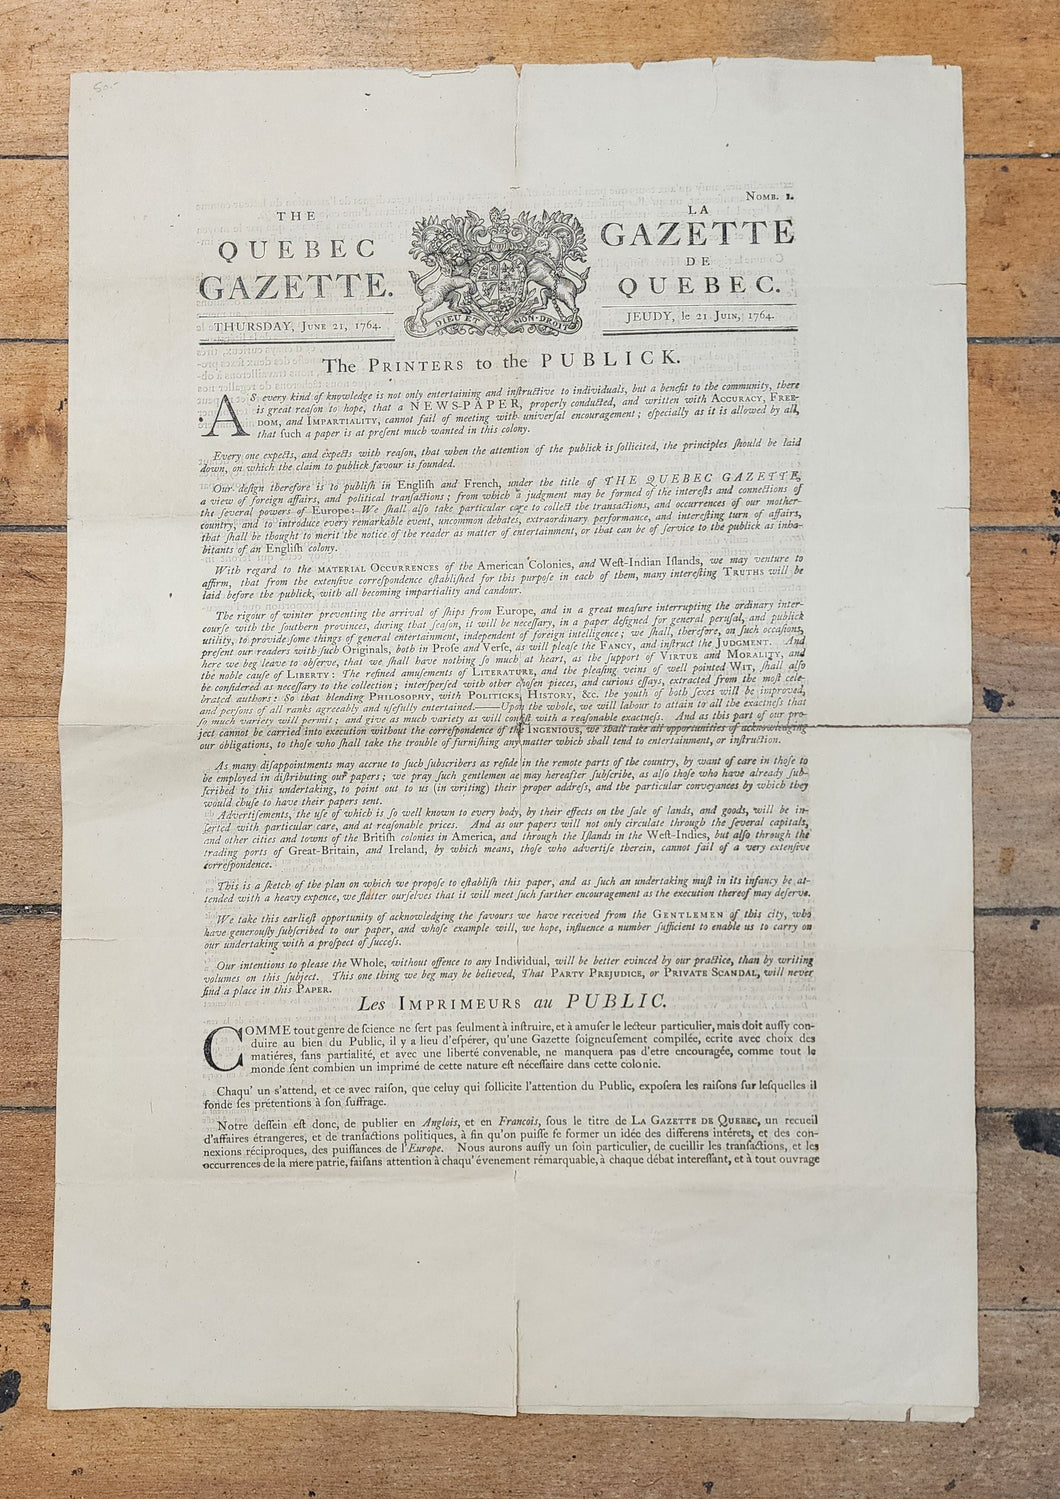 50.-
Nomb. 1.
THE
QUEBEC
GAZETTE.
THURSDAY, June 21, 1764.
DIEU ET MON DROIT
LA
GAZETTE
DE
QUEBEC.
JEUDY, le 21 Juin, 1764.
The PRINTERS to the PUBLICK.
AS every kind of knowledge is not only entertaining and inſtructive to individuals, but a benefit to the community, there
is great reaſon to hope, that a NEWS-PAPER, properly conducted, and written with Accuracy, Free-
dom, and Impartiality, cannot fail of meeting with univerſal encouragement; eſpecially as it is allowed by all,
that ſuch a paper is at preſent much wanted in this colony.
Every one expects, and expects with reaſon, that when the attention of the publick is ſollicited, the principles ſhould be laid
down, on which the claim to publick favour is founded.
Our deſign therefore is to publiſh in Engliſh and French, under the title of THE QUEBEC GAZETTE,
a view of foreign affairs, and political tranſactions; from which a judgment may be formed of the intereſts and connections of
the ſeveral powers of Europe: We ſhall alſo take particular care to collect the tranſactions, and occurrences of our mother-
country, and to introduce every remarkable event, uncommon debates, extraordinary performance, and intereſting turn of affairs,
that ſhall be thought to merit the notice of the reader as matter of entertainment, or that can be of ſervice to the publick as inha-
bitants of an Engliſh colony.
With regard to the material Occurrences of the American Colonies, and Weſt-Indian Iſlands, we may venture to
affirm, that from the extenſive correſpondence eſtabliſhed for this purpoſe in each of them, many intereſting Truths will be
laid before the publick, with all becoming impartiality and candour.
The rigour of winter preventing the arrival of ſhips from Europe, and in a great meaſure interrupting the ordinary inter-
courſe with the ſouthern provinces, during that ſeaſon, it will be neceſſary, in a paper deſigned for general peruſal, and publick
utility, to provide ſome things of general entertainment, independent of foreign intelligence; we ſhall, therefore, on ſuch occaſions,
preſent our readers with ſuch Originals, both in Proſe and Verſe, as will pleaſe the Fancy, and inſtruct the Judgment. And
here we beg leave to obſerve, that we ſhall have nothing ſo much at heart, as the ſupport of Virtue and Morality, and
the noble cauſe of Liberty: The refined amuſements of Literature, and the pleaſing veins of well pointed Wit, ſhall alſo
be conſidered as neceſſary to the collection; interſperſed with other choſen pieces, and curious eſſays, extracted from the moſt cele-
brated authors: So that blending Philosophy, with Politicks, History, &c. the youth of both ſexes will be improved,
and perſons of all ranks agreeably and uſefully entertained.——Upon the whole, we will labour to attain to all the exactneſs that
ſo much variety will permit; and give as much variety as will conſiſt with a reaſonable exactneſs. And as this part of our pro-
ject cannot be carried into execution without the correſpondence of the Ingenious, we ſhall take all opportunities of acknowledging
our obligations, to thoſe who ſhall take the trouble of furniſhing any matter which ſhall tend to entertainment, or inſtruction.
As many diſappointments may accrue to ſuch ſubſcribers as reſide in the remote parts of the country, by want of care in thoſe to
be employed in diſtributing our papers; we pray ſuch gentlemen as may hereafter ſubſcribe, as alſo thoſe who have already ſub-
ſcribed to this undertaking, to point out to us (in writing) their proper addreſs, and the particular conveyances by which they
would chuſe to have their papers sent.
Advertiſements, the uſe of which is ſo well known to every body, by their effects on the ſale of lands, and goods, will be in-
ſerted with particular care, and at reaſonable prices. And as our papers will not only circulate through the ſeveral capitals,
and other cities and towns of the Britiſh colonies in America, and through the Iſlands in the Weſt-Indies, but alſo through the
trading ports of Great-Britain, and Ireland, by which means, thoſe who advertiſe therein, cannot fail of a very extenſive
correſpondence.
This is a ſketch of the plan on which we propoſe to eſtabliſh this paper, and as ſuch an undertaking muſt in its infancy be at-
tended with a heavy expence, we flatter ourſelves that it will meet ſuch farther encouragement as the execution thereof may deſerve.
We take this earlieſt opportunity of acknowledging the favours we have received from the Gentlemen of this city, who
have generouſly ſubſcribed to our paper, and whoſe example will, we hope, influence a number ſufficient to enable us to carry on
our undertaking with a proſpect of ſucceſs.
Our intentions to pleaſe the Whole, without offence to any Individual, will be better evinced by our practice, than by writing
volumes on this ſubject. This one thing we beg may be believed, That Party Prejudice, or Private Scandal, will never
find a place in this Paper.
Les IMPRIMEURS au PUBLIC.
COMME tout genre de ſcience ne ſert pas ſeulment à inſtruire, et à amuſer le lecteur particulier, mais doit auſſy con-
duire au bien du Public, il y a lieu d'eſpérer, qu'une Gazette ſoigneuſement compilée, ecrite avec choix des
matiéres, ſans partialité, et avec une liberté convenable, ne manquera pas d'etre encouragée, comme tout le
monde ſent combien un imprimé de cette nature eſt néceſſaire dans cette colonie.
Chaqu' un s'attend, et ce avec raiſon, que celuy qui ſollicite l'attention du Public, expoſera les raiſons ſur leſquelles il
fonde ſes prétentions à ſon ſuffrage.
Notre deſſein eſt donc, de publier en Anglois, et en Francois, ſous le titre de La Gazette de Quebec, un recueil
d'affaires étrangeres, et de tranſactions politiques, à fin qu'on puiſſe ſe former un idée des differens intérets, et des con-
nexions réciproques, des puiſſances de l'Europe. Nous aurons auſſy un ſoin particulier, de cueillir les tranſactions, et les
occurrences de la mere patrie, faiſans attention à chaqu' évenement rémarquable, à chaque débat intereſſant, et à tout ouvrage